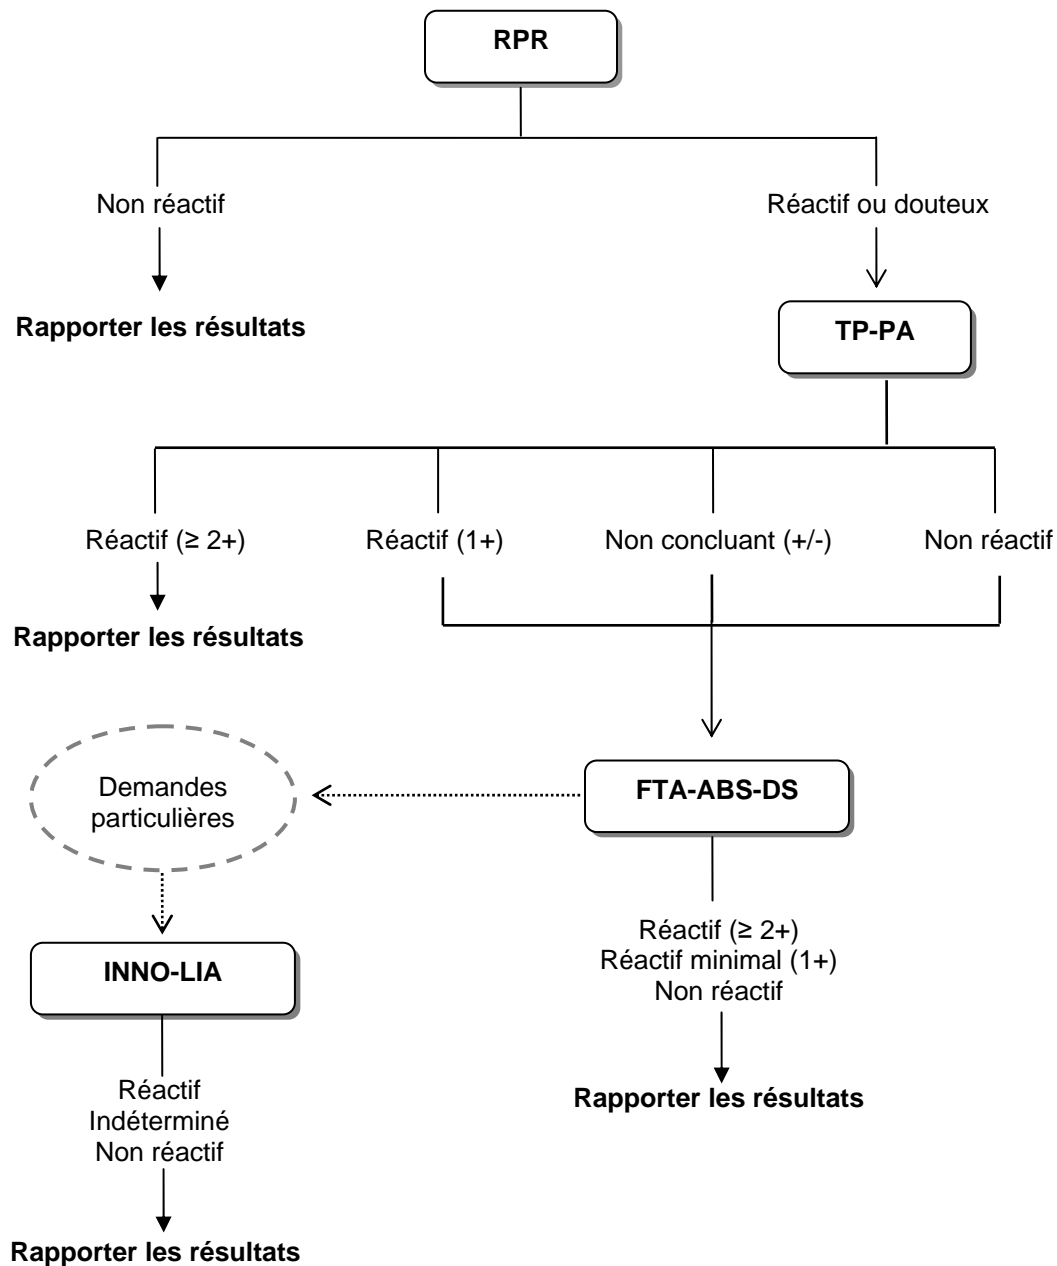 RPR
Non réactif
Réactif ou douteux
Rapporter les résultats
TP-PA
Réactif (≥ 2+)
Réactif (1+)
Non concluant (+/-)
Non réactif
Rapporter les résultats
Demandes
particulières
FTA-ABS-DS
INNO-LIA
Réactif (≥ 2+)
Réactif minimal (1+)
Non réactif
Rapporter les résultats
Réactif
Indéterminé
Non réactif
Rapporter les résultats